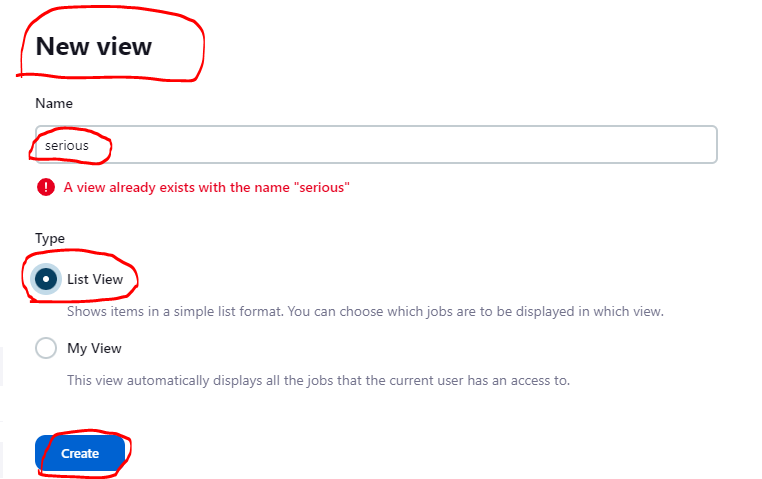 New view
Name
serious
A view already exists with the name "serious"
Type
List View
Shows items in a simple list format. You can choose which jobs are to be displayed in which view.
My View
This view automatically displays all the jobs that the current user has an access to.
Create